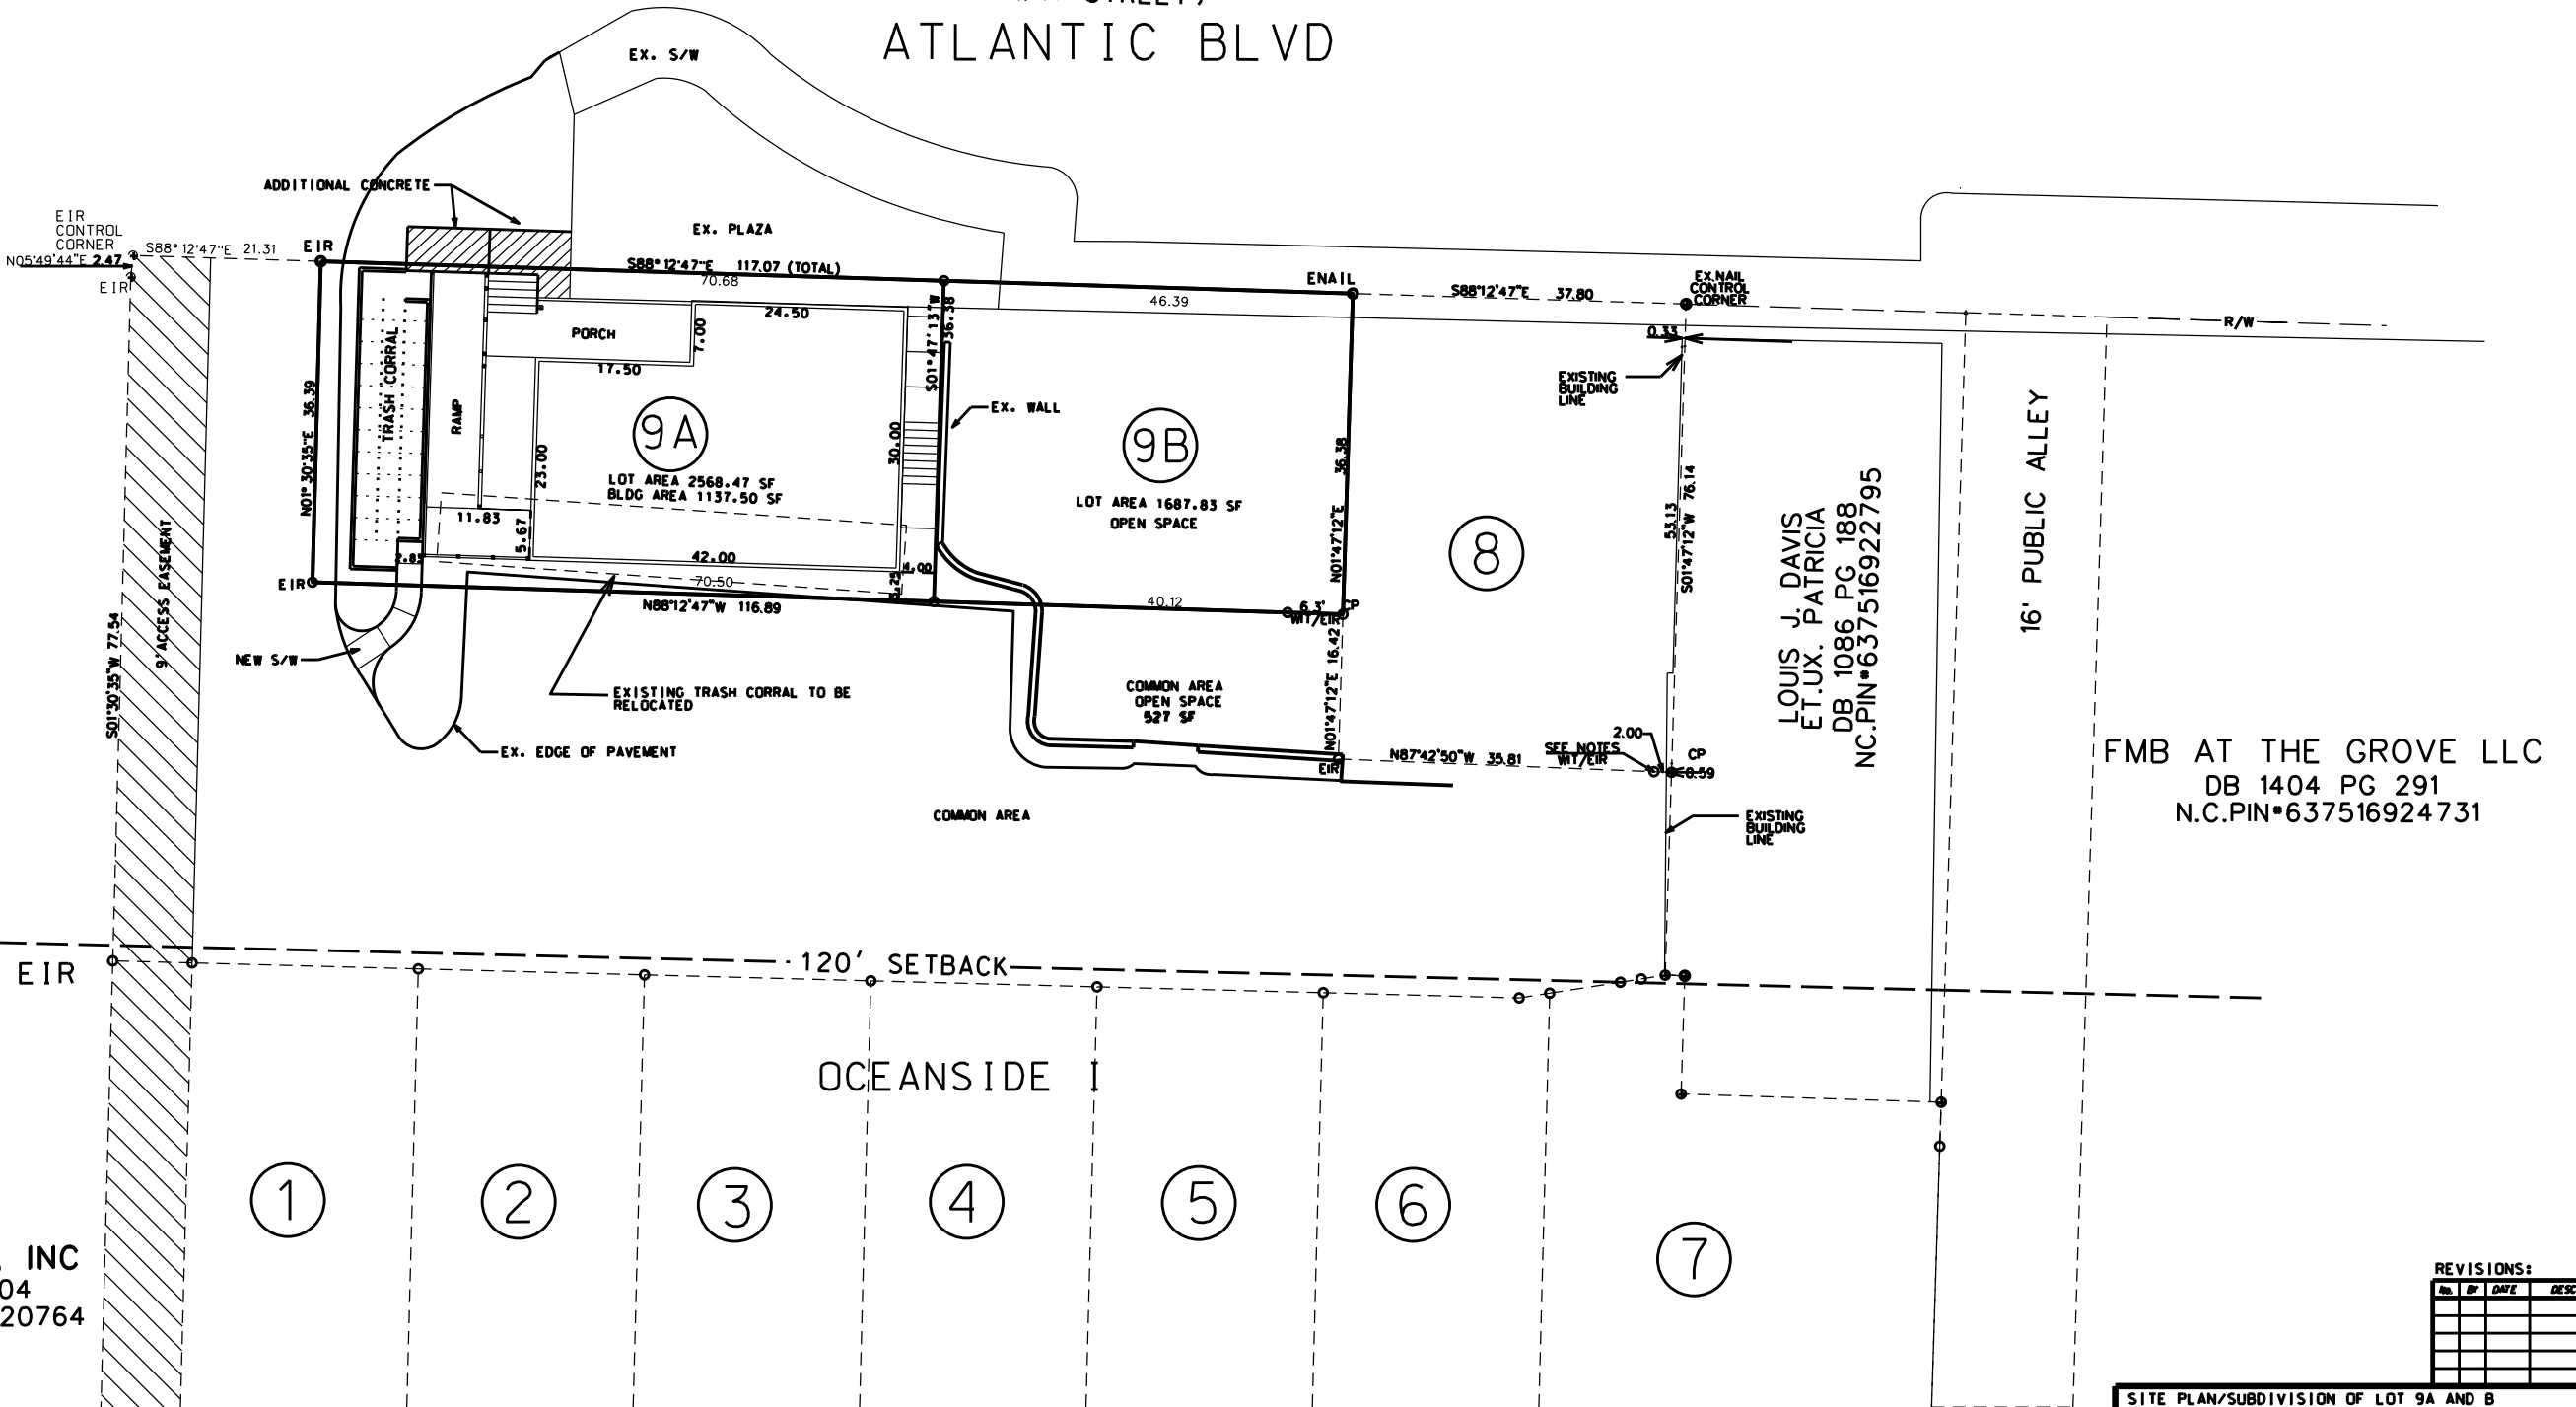 ATLANTIC BLVD
EX. S/W
ADDITIONAL CONCRETE
EIR
CONTROL
CORNER
S88°12'47"E 21.31
EIR
N05°49'44"E 2.47
EIR
EX. PLAZA
S88°12'47"E 117.07 (TOTAL)
70.68
ENAIL
46.39
S88°12'47"E 37.80
EX.NAIL
CONTROL
CORNER
R/W
PORCH
24.50
7.00
17.50
S01°47'13"W
36.38
0.33
EXISTING
BUILDING
LINE
N01°30'35"E 36.39
TRASH CORRAL
RAMP
EX. WALL
9A
LOT AREA 2568.47 SF
BLDG AREA 1137.50 SF
23.00
30.00
9B
LOT AREA 1687.83 SF
OPEN SPACE
N01°47'12"E 36.38
8
53.13
S01°47'12"W 76.14
LOUIS J. DAVIS
ET.UX. PATRICIA
DB 1086 PG 188
NC.PIN#637516922795
16' PUBLIC ALLEY
11.83
5.67
42.00
4.00
70.50
N88°12'47"W 116.89
EIR
40.12
6.3'
CP
WIT/EIR
9' ACCESS EASEMENT
S01°30'35"W 77.54
NEW S/W
EXISTING TRASH CORRAL TO BE
RELOCATED
EX. EDGE OF PAVEMENT
COMMON AREA
OPEN SPACE
527 SF
N01°47'12"E 16.42
EIR
N87°42'50"W 35.81
SEE NOTES
WIT/EIR
2.00
CP
0.59
COMMON AREA
EXISTING
BUILDING
LINE
FMB AT THE GROVE LLC
DB 1404 PG 291
N.C.PIN#637516924731
EIR
120' SETBACK
OCEANSIDE I
1
2
3
4
5
6
7
INC
04
20764
REVISIONS:
No. BY DATE
SITE PLAN/SUBDIVISION OF LOT 9A AND B